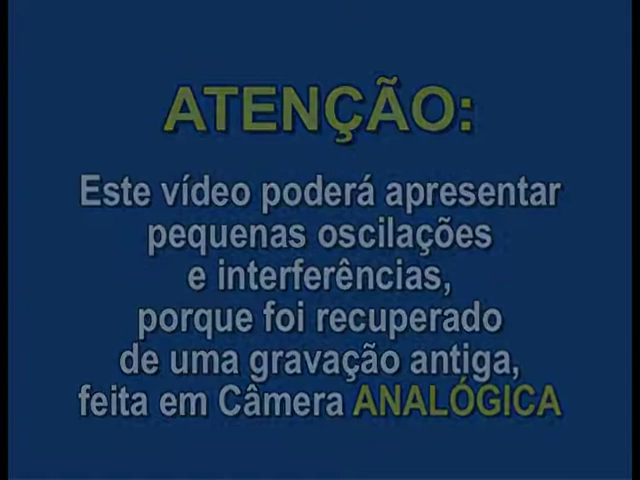 ATENÇÃO:
Este vídeo poderá apresentar
pequenas oscilações
e interferências,
porque foi recuperado
de uma gravação antiga,
feita em Câmera ANALÓGICA